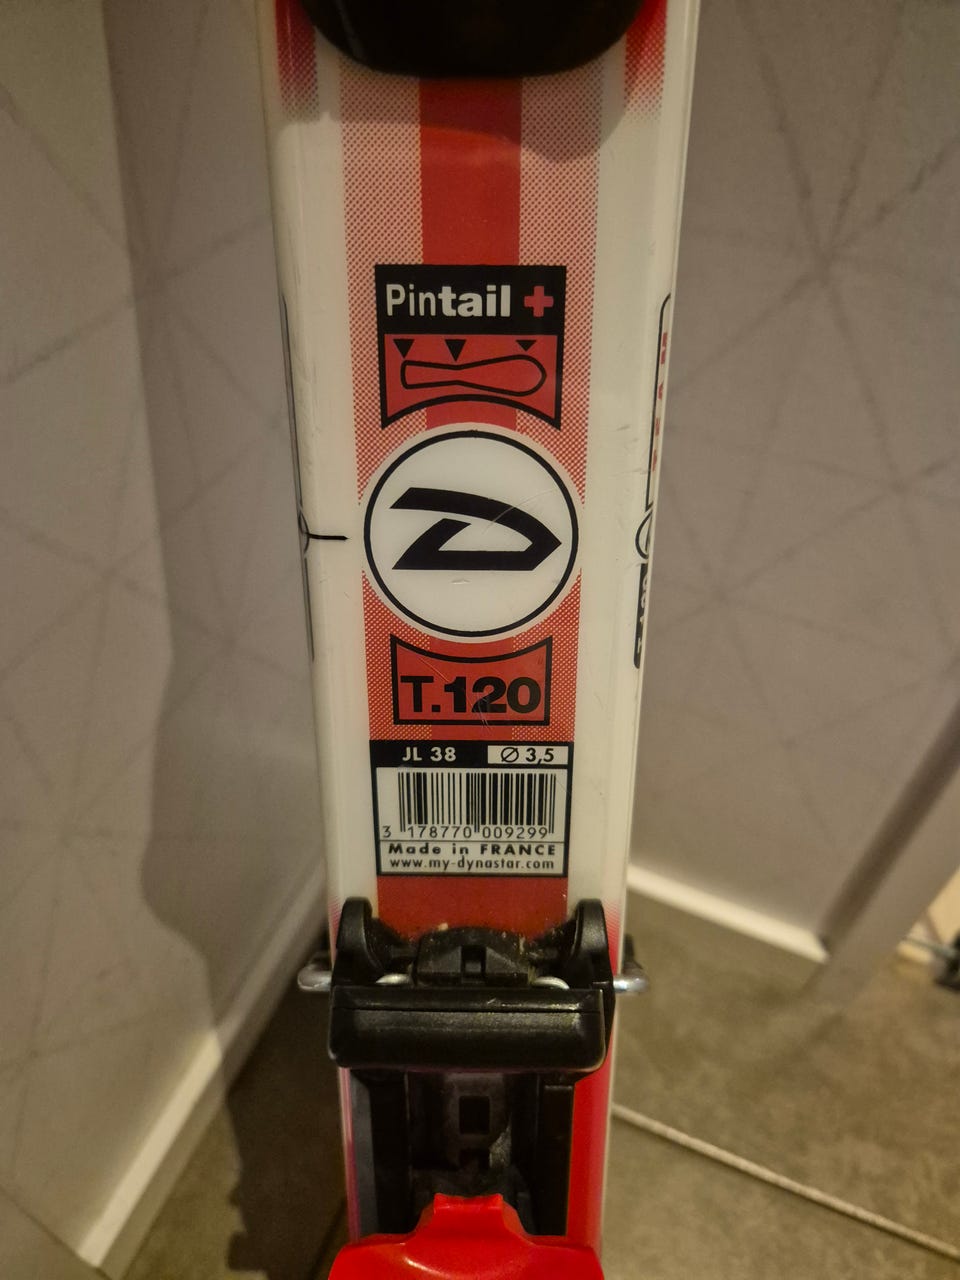 Pintail +
T.120
JL 38 Ø 3,5
3 178770 009299
Made in FRANCE
www.my-dynastar.com